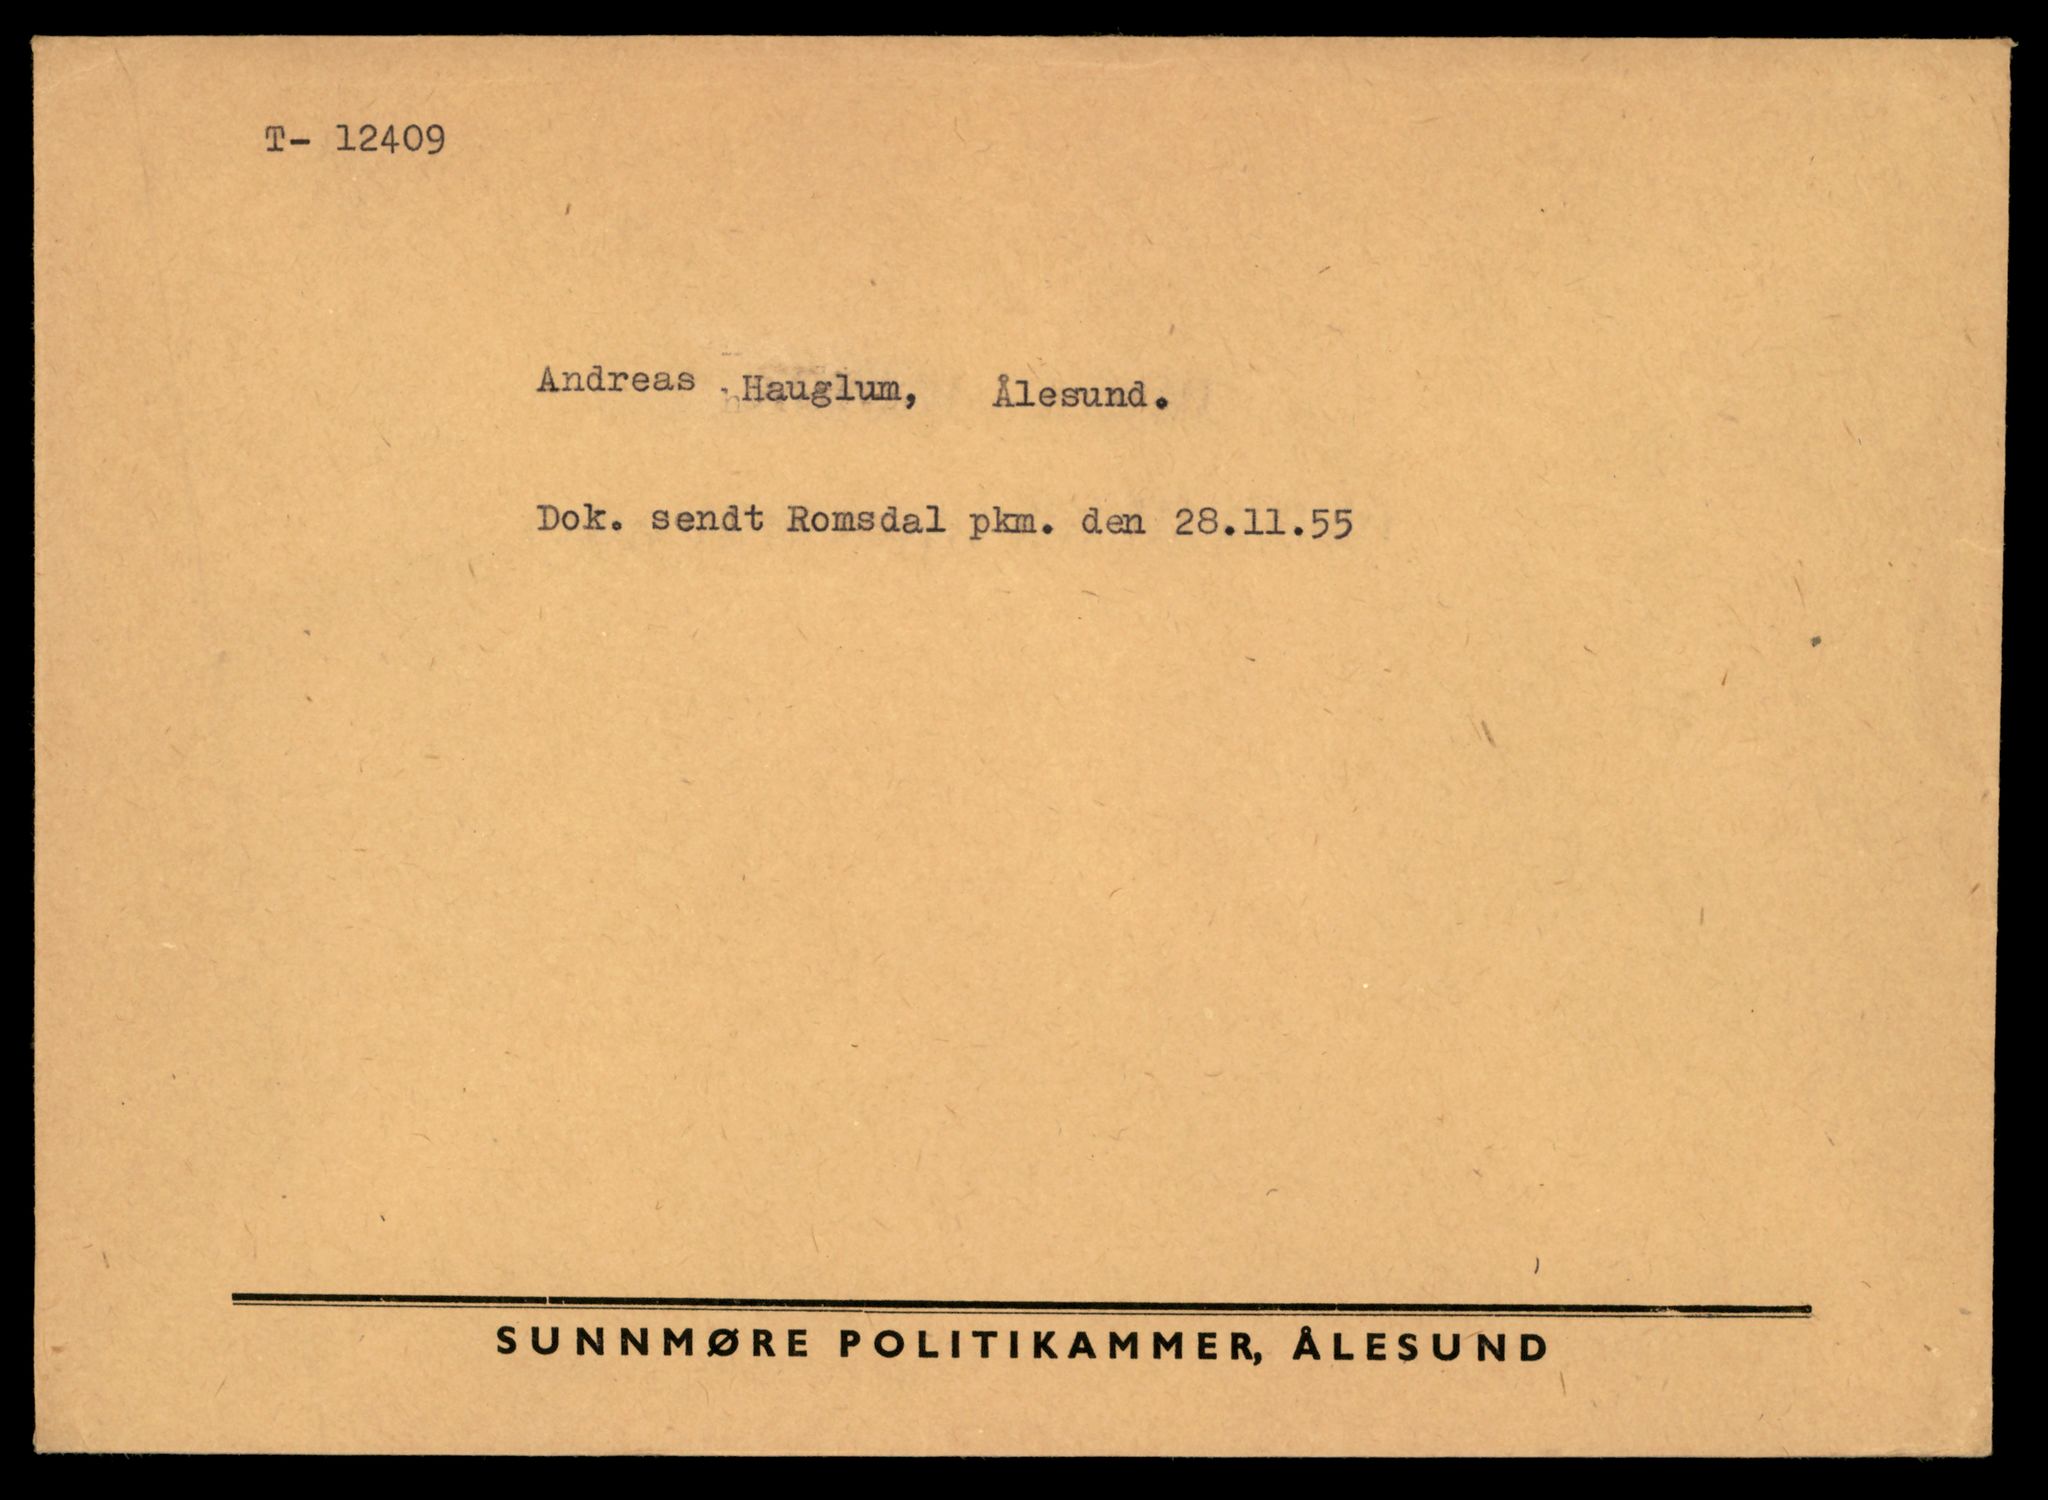 T- 12409
Andreas Hauglum, Ålesund.
Dok. sendt Romsdal pkm. den 28.11.55
SUNNMØRE POLITIKAMMER, ÅLESUND